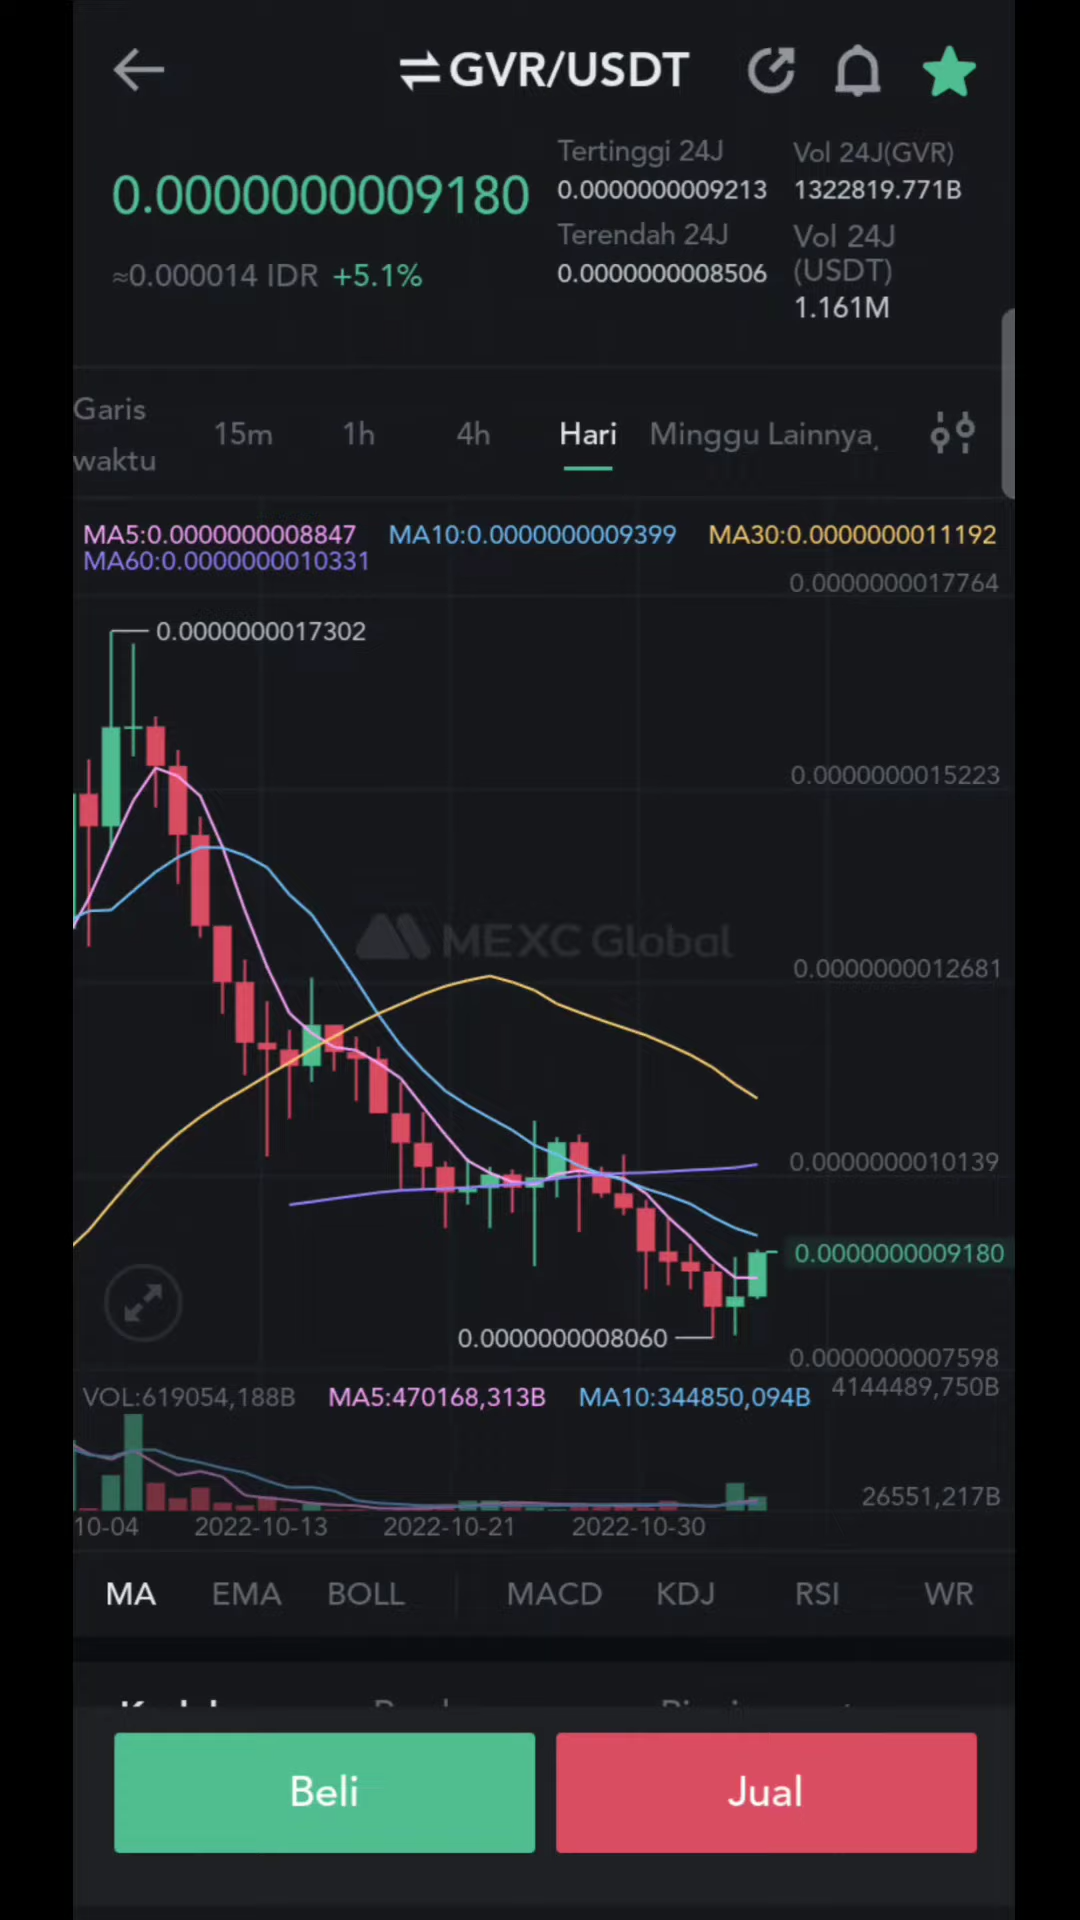 GVR/USDT
0.0000000009180
≈0.000014 IDR +5.1%
Tertinggi 24J
0.0000000009213
Terendah 24J
0.0000000008506
Vol 24J(GVR)
1322819.771B
Vol 24J
(USDT)
1.161M
Garis
waktu
15m 1h 4h Hari Minggu Lainnya
MA5:0.0000000008847 MA10:0.0000000009399 MA30:0.0000000011192
MA60:0.0000000010331
0.0000000017764
0.0000000017302
0.0000000015223
MEXC Global
0.0000000012681
0.0000000010139
0.0000000009180
0.0000000008060
0.0000000007598
VOL:619054,188B MA5:470168,313B MA10:344850,094B 4144489,750B
26551,217B
10-04 2022-10-13 2022-10-21 2022-10-30
MA EMA BOLL MACD KDJ RSI WR
Beli Jual